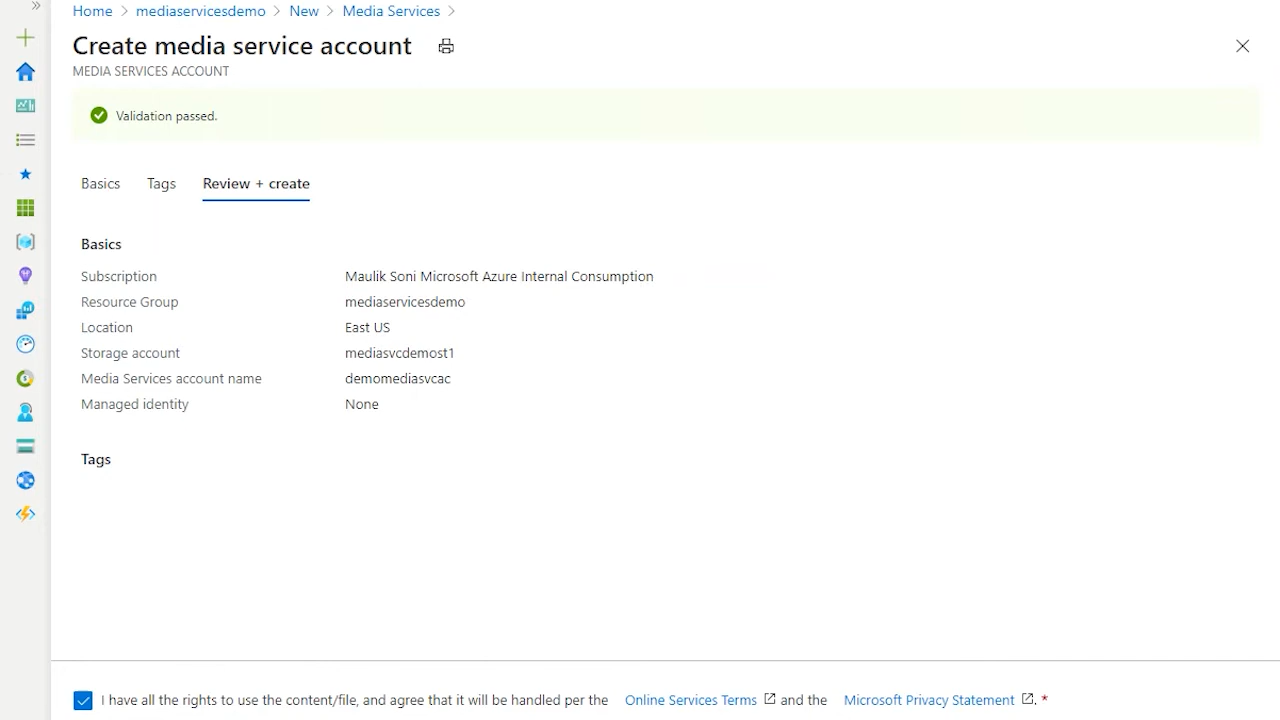 Home > mediaservicesdemo > New > Media Services >
Create media service account
MEDIA SERVICES ACCOUNT
Validation passed.
Basics Tags Review + create
Basics
Subscription Maulik Soni Microsoft Azure Internal Consumption
Resource Group mediaservicesdemo
Location East US
Storage account mediasvcdemost1
Media Services account name demomediasvcac
Managed identity None
Tags
I have all the rights to use the content/file, and agree that it will be handled per the Online Services Terms and the Microsoft Privacy Statement . *